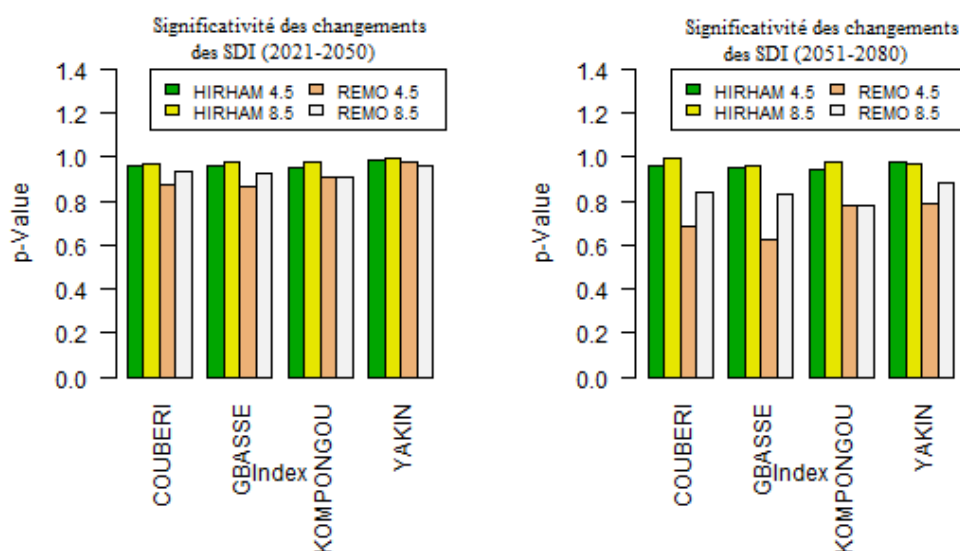 Significativité des changements
des SDI (2021-2050)
HIRHAM 4.5
REMO 4.5
HIRHAM 8.5
REMO 8.5
p-Value
1.4
1.2
1.0
0.8
0.6
0.4
0.2
0.0
COUBERI
GBASSE
KOMPONGOU
YAKIN
Index
Significativité des changements
des SDI (2051-2080)
HIRHAM 4.5
REMO 4.5
HIRHAM 8.5
REMO 8.5
p-Value
1.4
1.2
1.0
0.8
0.6
0.4
0.2
0.0
COUBERI
GBASSE
KOMPONGOU
YAKIN
Index